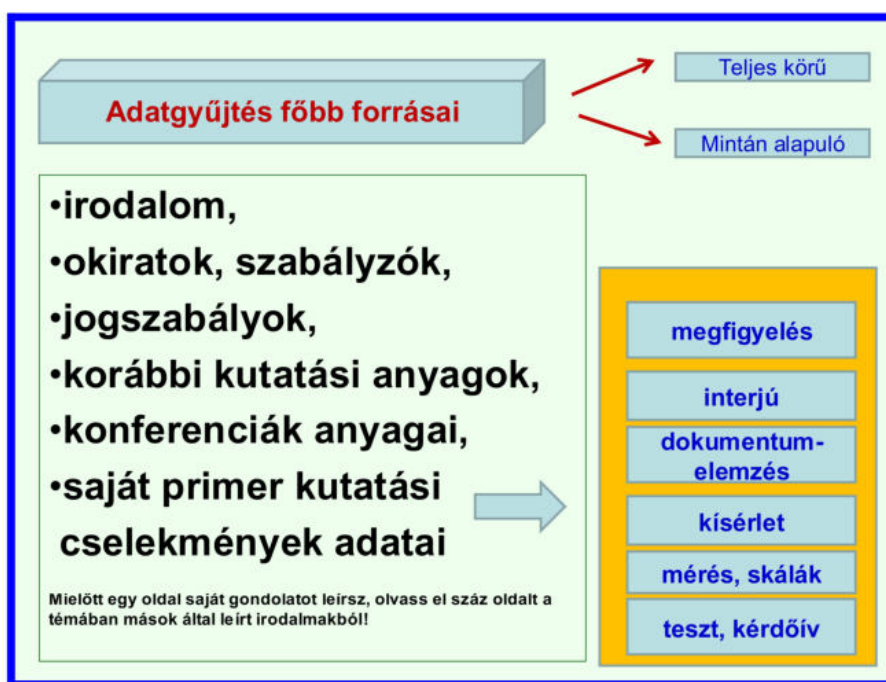 Adatgyűjtés főbb forrásai
Teljes körű
Mintán alapuló
•irodalom,
•okiratok, szabályzók,
•jogszabályok,
•korábbi kutatási anyagok,
•konferenciák anyagai,
•saját primer kutatási
cselekmények adatai
Mielőtt egy oldal saját gondolatot leírsz, olvass el száz oldalt a
témában mások által leírt irodalmakból!
megfigyelés
interjú
dokumentum-
elemzés
kísérlet
mérés, skálák
teszt, kérdőív